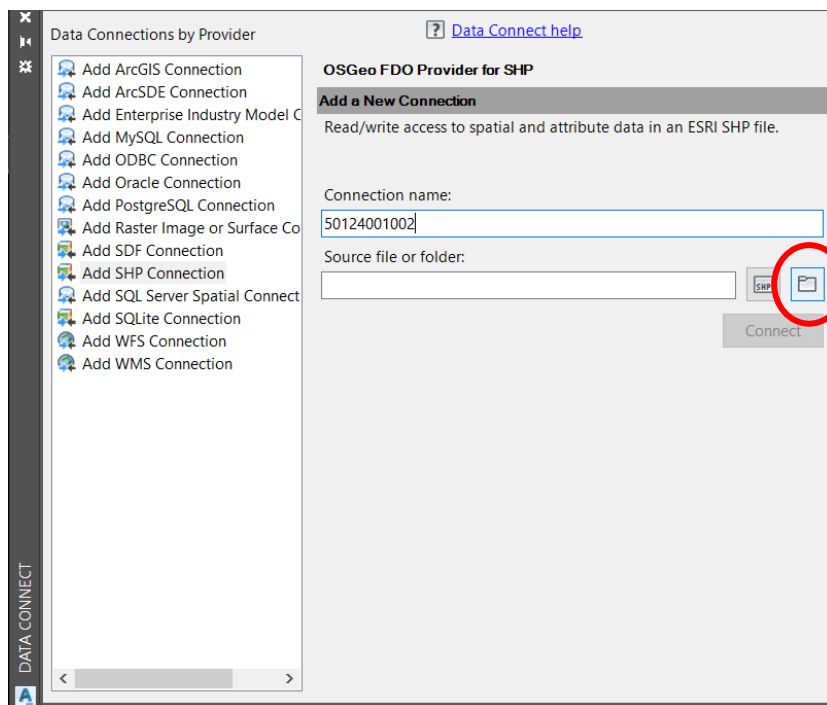 Data Connections by Provider
Data Connect help
Add ArcGIS Connection
Add ArcSDE Connection
Add Enterprise Industry Model C
Add MySQL Connection
Add ODBC Connection
Add Oracle Connection
Add PostgreSQL Connection
Add Raster Image or Surface Co
Add SDF Connection
Add SHP Connection
Add SQL Server Spatial Connect
Add SQLite Connection
Add WFS Connection
Add WMS Connection
OSGeo FDO Provider for SHP
Add a New Connection
Read/write access to spatial and attribute data in an ESRI SHP file.
Connection name:
50124001002
Source file or folder:
SHP
Connect
DATA CONNECT